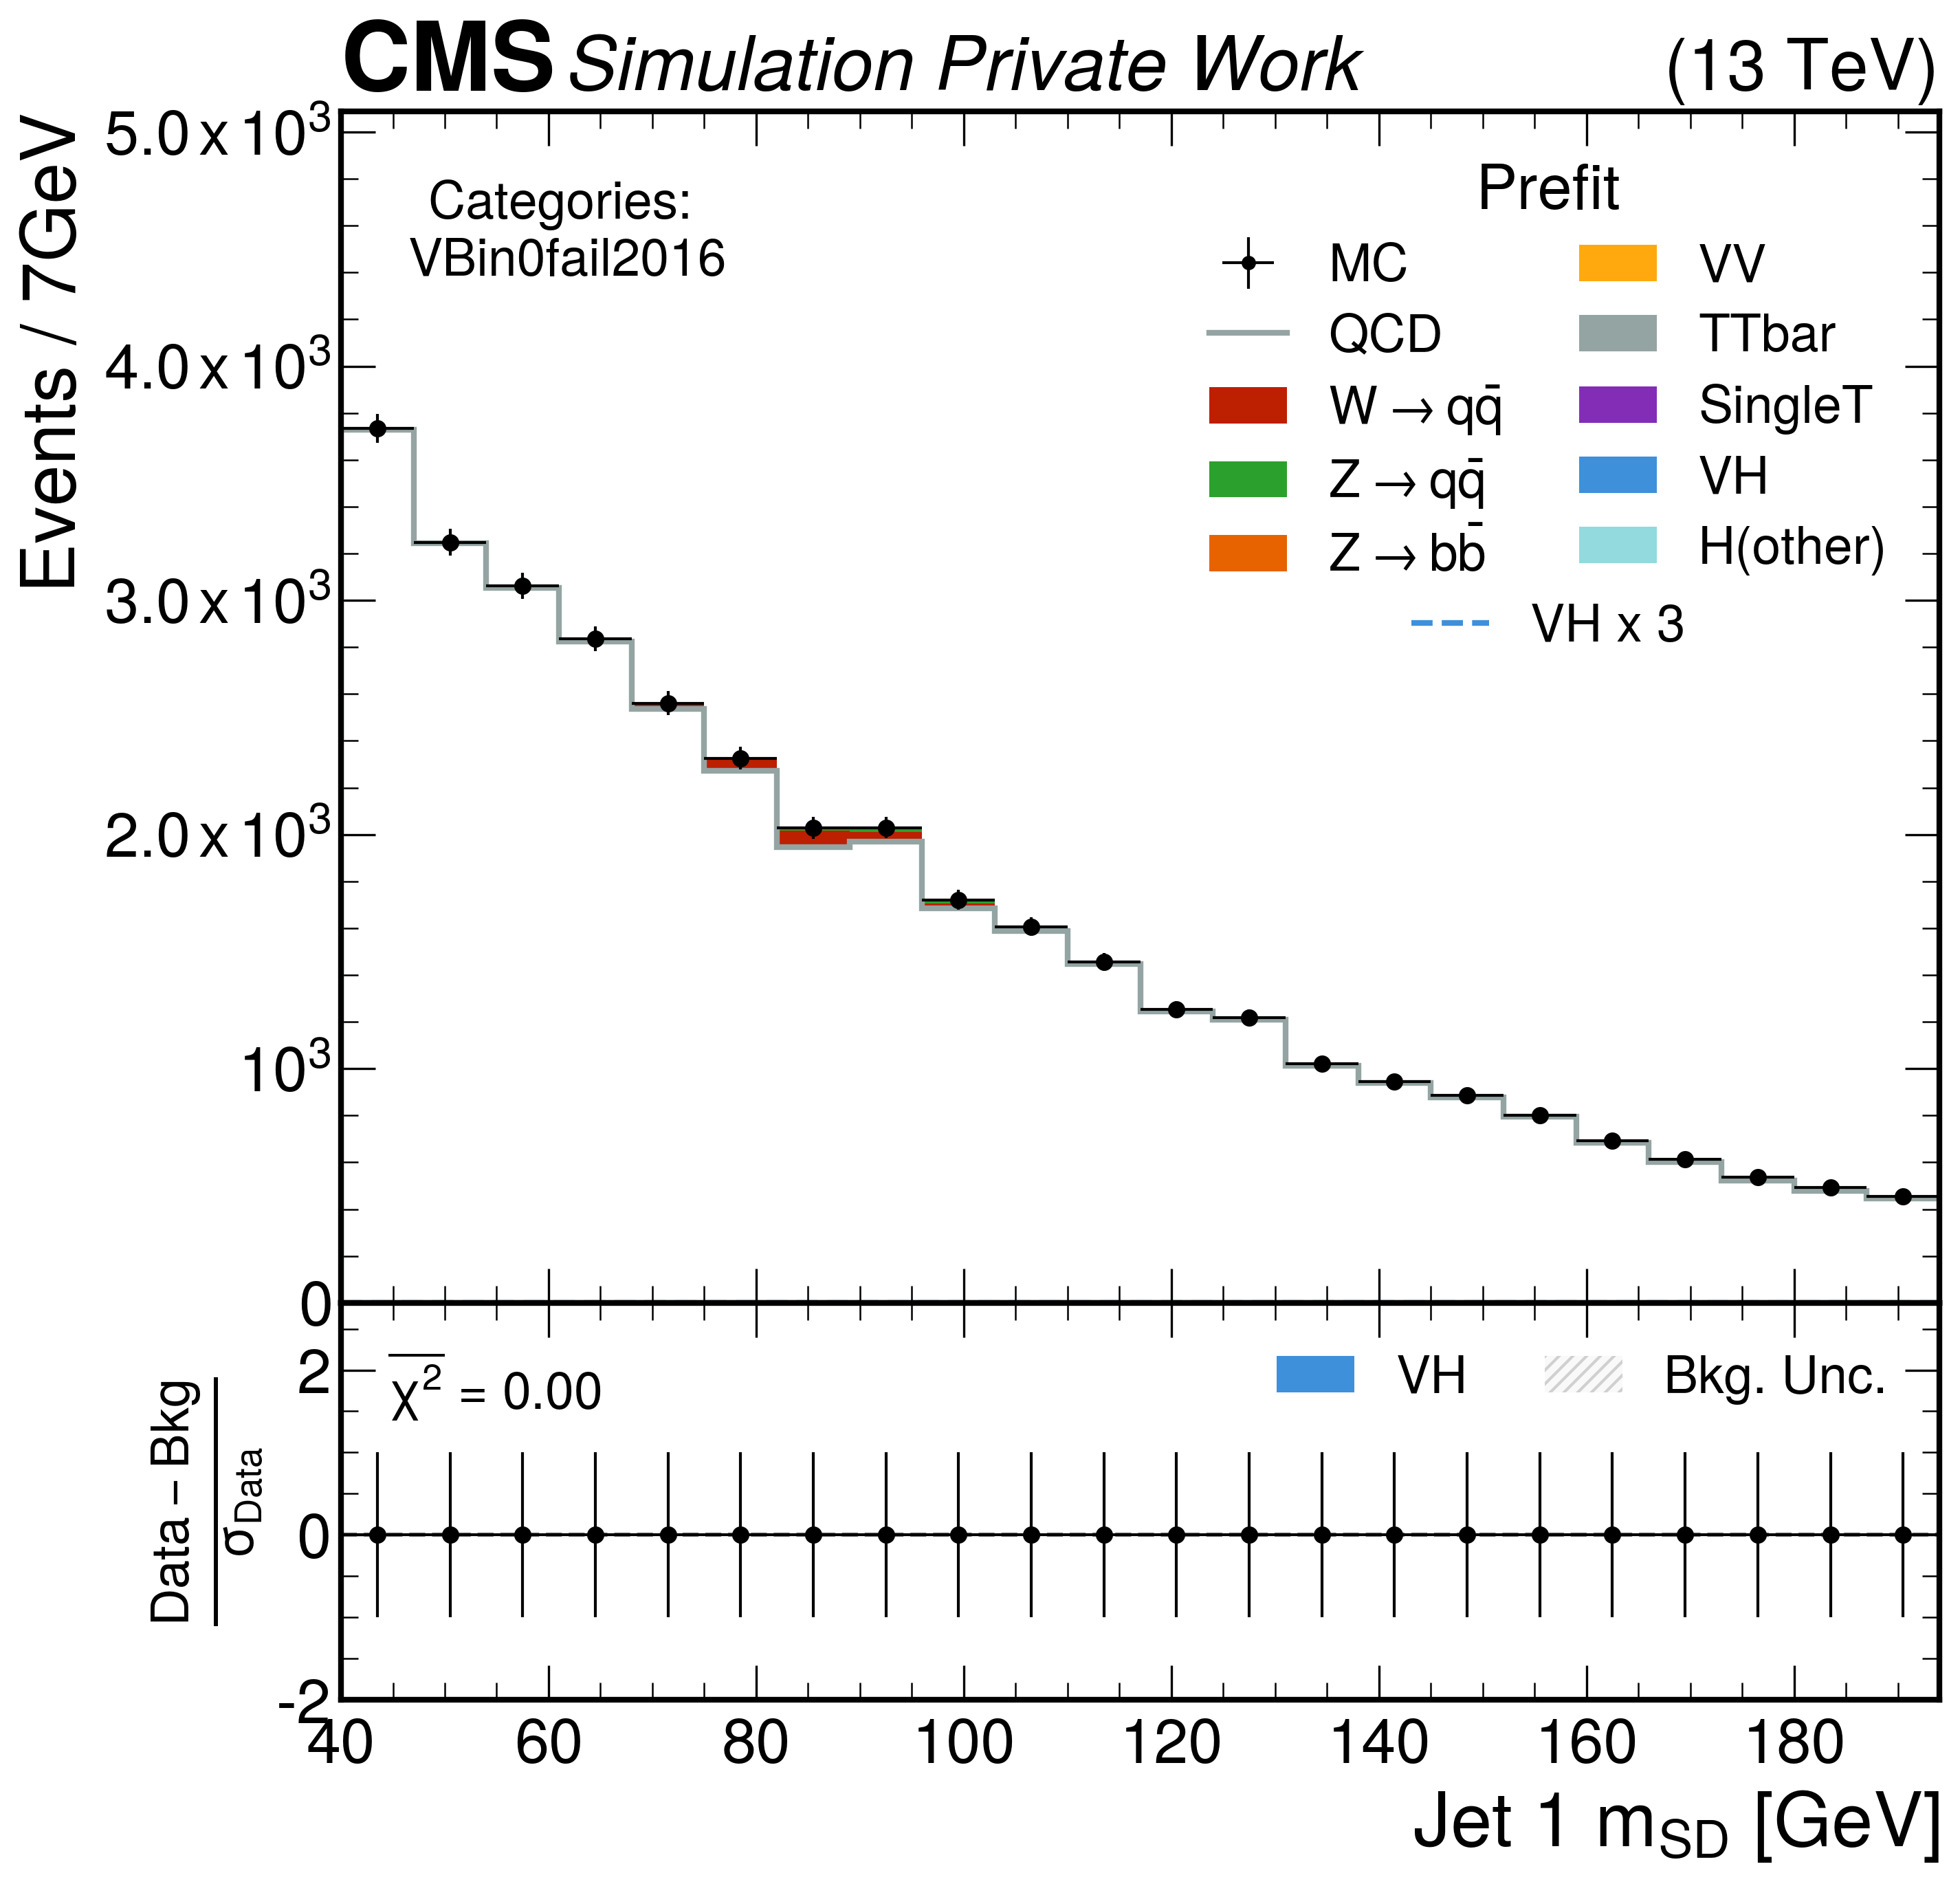 CMS Simulation Private Work (13 TeV)
Events / 7GeV
5.0 x 10³
4.0 x 10³
3.0 x 10³
2.0 x 10³
10³
0
Categories:
VBin0fail2016
Prefit
MC
QCD
W → qq̄
Z → qq̄
Z → bb̄
VV
TTbar
SingleT
VH
H(other)
VH x 3
Data − Bkg
σ_Data
2
0
-2
χ² = 0.00
VH
Bkg. Unc.
40 60 80 100 120 140 160 180
Jet 1 m_SD [GeV]